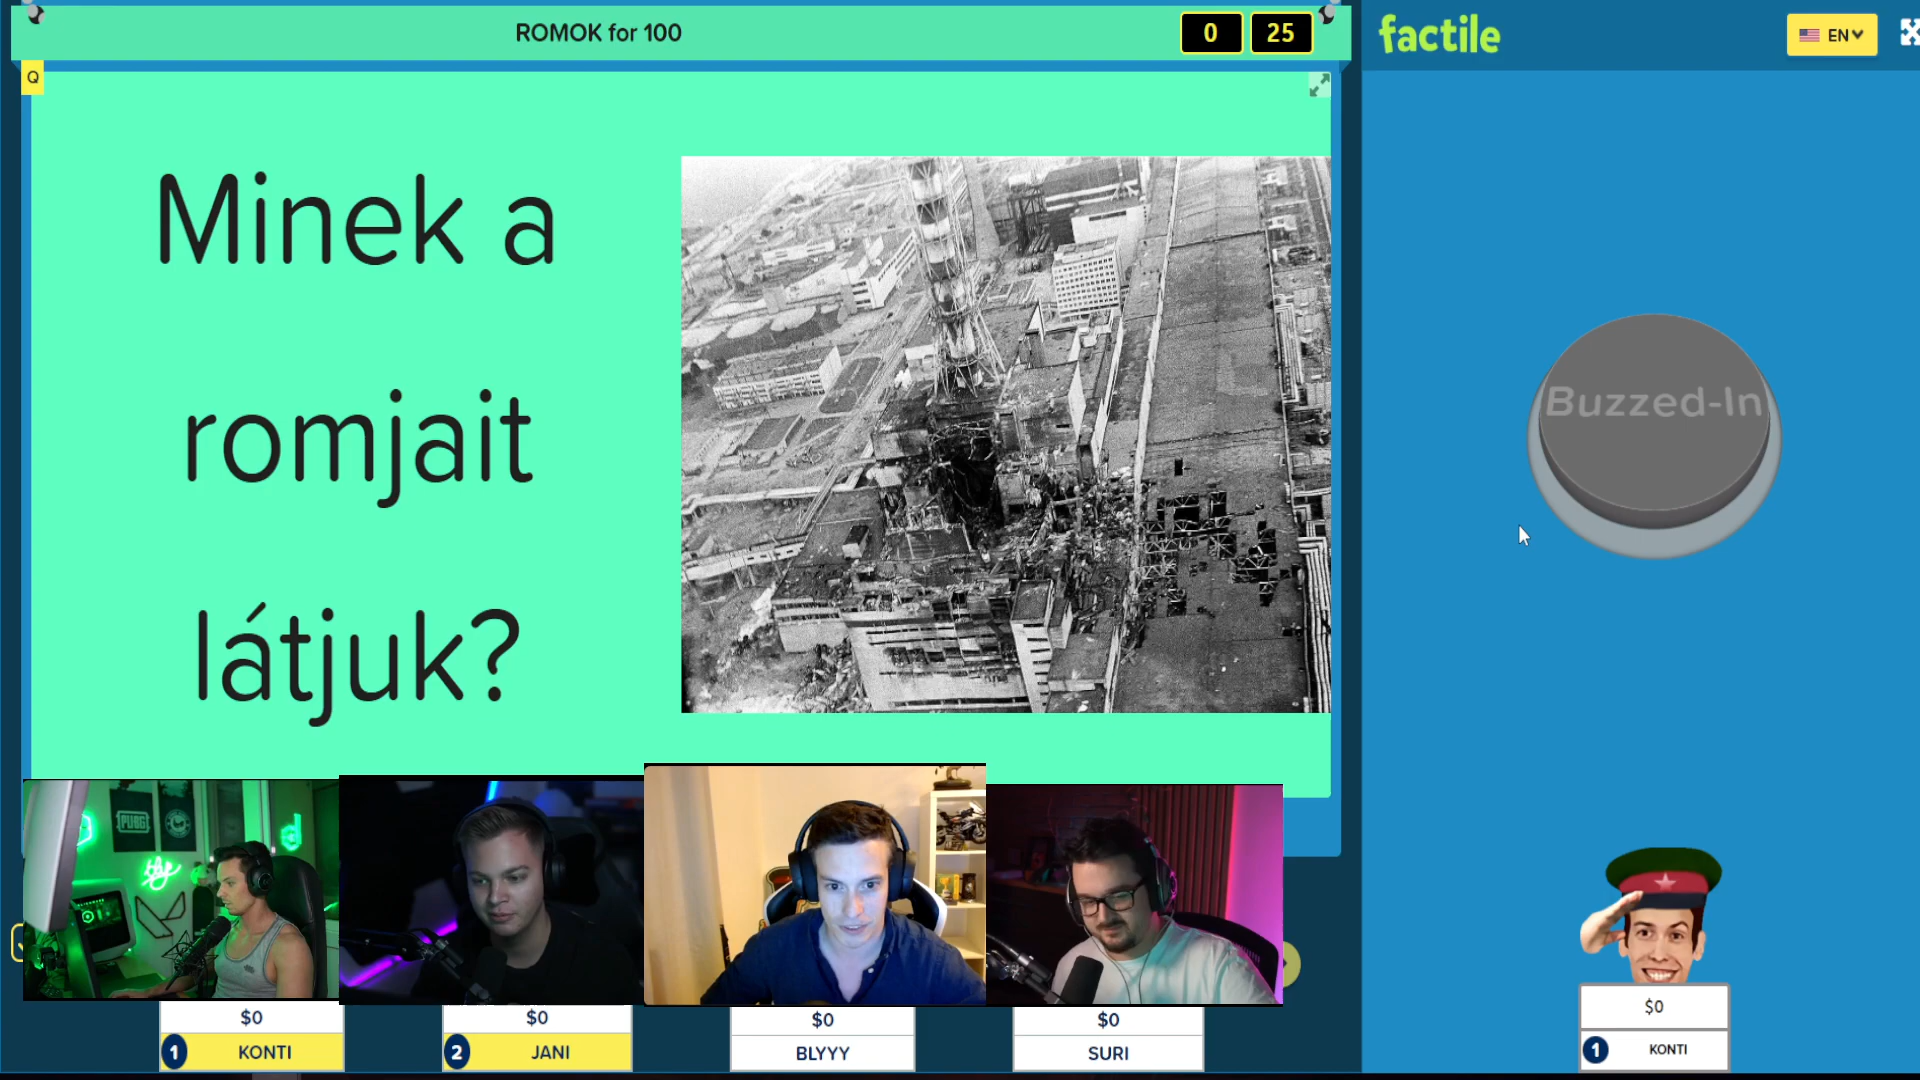 ROMOK for 100
0
25
factile
EN
Q
Minek a
romjait
látjuk?
Buzzed-In
PUBG
$0
$0
$0
$0
1 KONTI
2 JANI
BLYYY
SURI
$0
1 KONTI